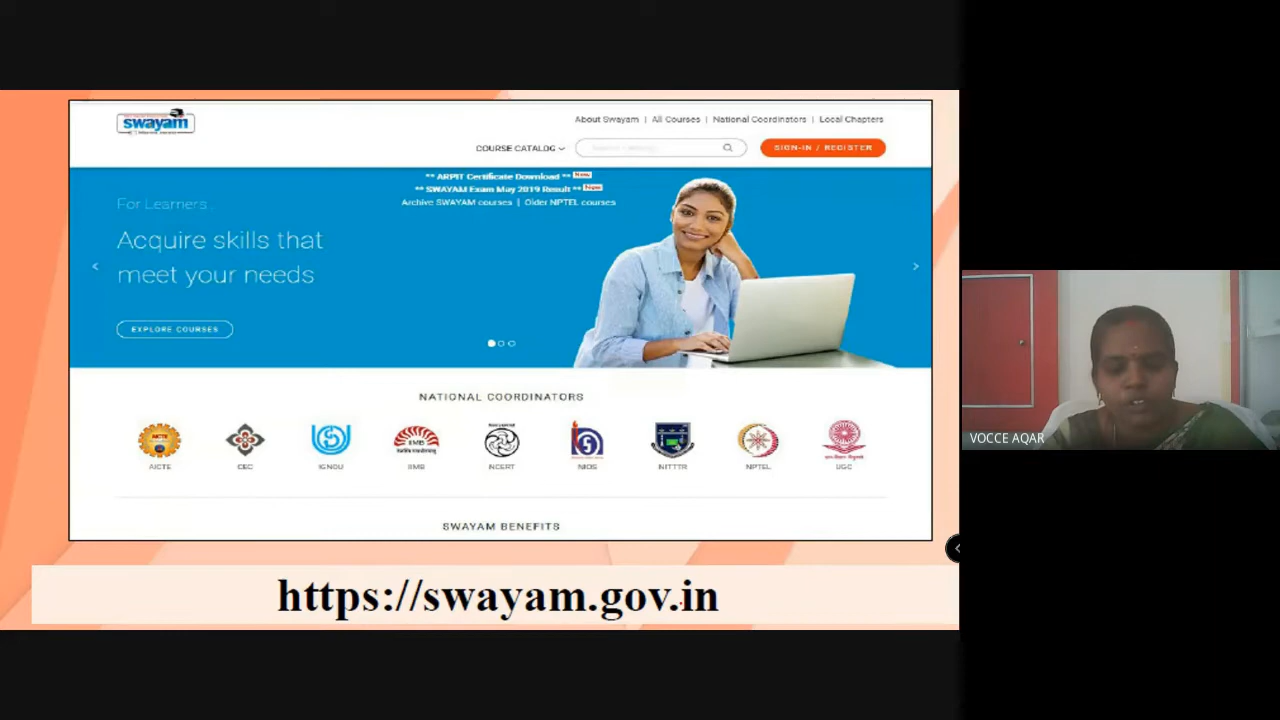 swayam
About Swayam | All Courses | National Coordinators | Local Chapters
COURSE CATALOG
SIGN-IN / REGISTER
** ARPIT Certificate Download ** New
** SWAYAM Exam May 2019 Result **
Archive SWAYAM courses | Older NPTEL courses
For Learners..
Acquire skills that
meet your needs
EXPLORE COURSES
NATIONAL COORDINATORS
AICTE CEC IGNOU IIMB NCERT NIOS NITTTR NPTEL UGC
SWAYAM BENEFITS
https://swayam.gov.in
VOCCE AQAR